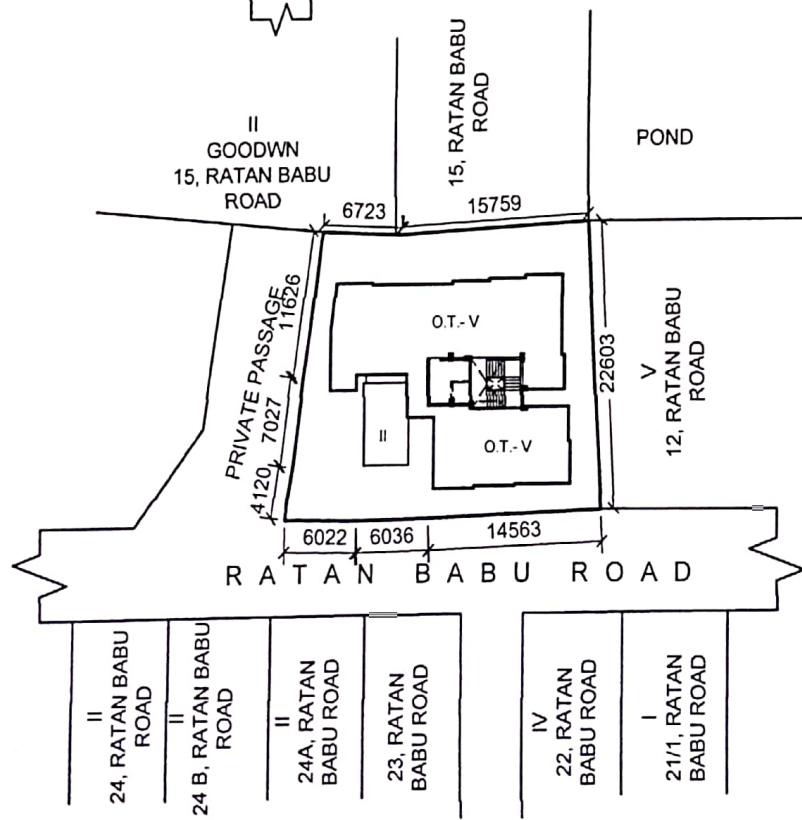 II
GOODWN
15, RATAN BABU
ROAD
15, RATAN BABU
ROAD
POND
6723
15759
PRIVATE PASSAGE
11626
7027
4120
O.T.- V
II
O.T.- V
22603
V
12, RATAN BABU
ROAD
6022
6036
14563
RATAN BABU ROAD
II
24, RATAN BABU
ROAD
II
24 B, RATAN BABU
ROAD
II
24A, RATAN
BABU ROAD
23, RATAN
BABU ROAD
IV
22, RATAN
BABU ROAD
I
21/1, RATAN
BABU ROAD